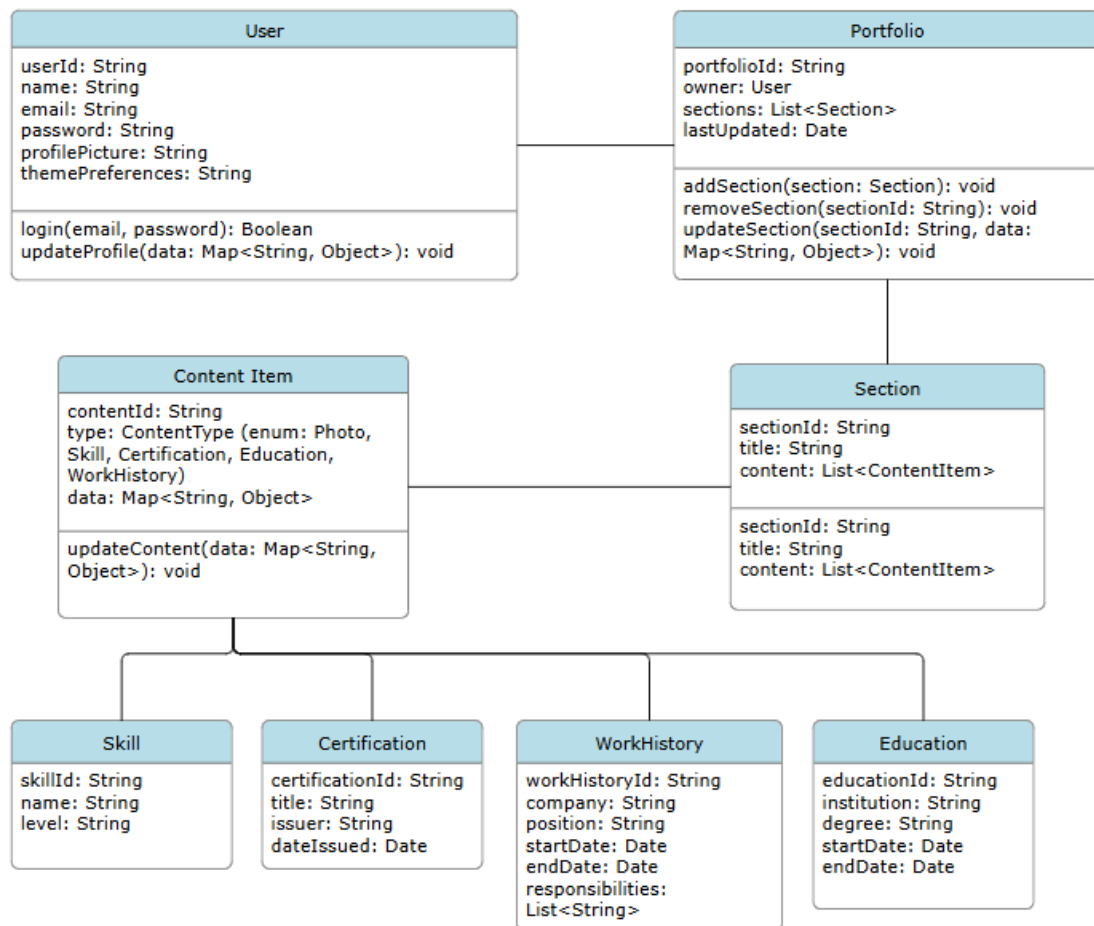 User
userId: String
name: String
email: String
password: String
profilePicture: String
themePreferences: String
login(email, password): Boolean
updateProfile(data: Map<String, Object>): void
Portfolio
portfolioId: String
owner: User
sections: List<Section>
lastUpdated: Date
addSection(section: Section): void
removeSection(sectionId: String): void
updateSection(sectionId: String, data:
Map<String, Object>): void
Content Item
contentId: String
type: ContentType (enum: Photo,
Skill, Certification, Education,
WorkHistory)
data: Map<String, Object>
updateContent(data: Map<String,
Object>): void
Section
sectionId: String
title: String
content: List<ContentItem>
sectionId: String
title: String
content: List<ContentItem>
Skill
skillId: String
name: String
level: String
Certification
certificationId: String
title: String
issuer: String
dateIssued: Date
WorkHistory
workHistoryId: String
company: String
position: String
startDate: Date
endDate: Date
responsibilities:
List<String>
Education
educationId: String
institution: String
degree: String
startDate: Date
endDate: Date